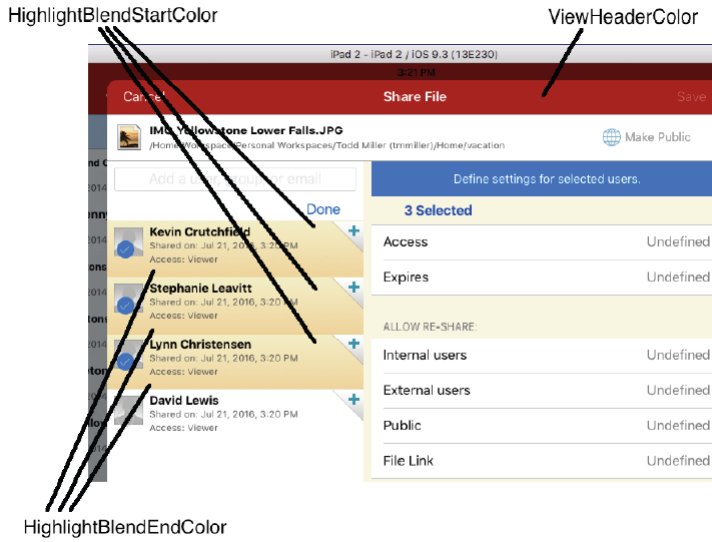 HighlightBlendStartColor
ViewHeaderColor
iPad 2 - iPad 2 / iOS 9.3 (13E230)
3:21 PM
Cancel
Share File
Save
IMG_Yellowstone Lower Falls.JPG
/Home/Workspace/Personal Workspaces/Todd Miller (tmmiller)/Home/vacation
Make Public
Add a user, group, or email
Define settings for selected users.
Done
3 Selected
Kevin Crutchfield
Shared on: Jul 21, 2016, 3:20 PM
Access: Viewer
Access Undefined
Stephanie Leavitt
Shared on: Jul 21, 2016, 3:20 PM
Access: Viewer
Expires Undefined
ALLOW RE-SHARE:
Lynn Christensen
Shared on: Jul 21, 2016, 3:20 PM
Access: Viewer
Internal users Undefined
External users Undefined
David Lewis
Shared on: Jul 21, 2016, 3:20 PM
Access: Viewer
Public Undefined
File Link Undefined
HighlightBlendEndColor